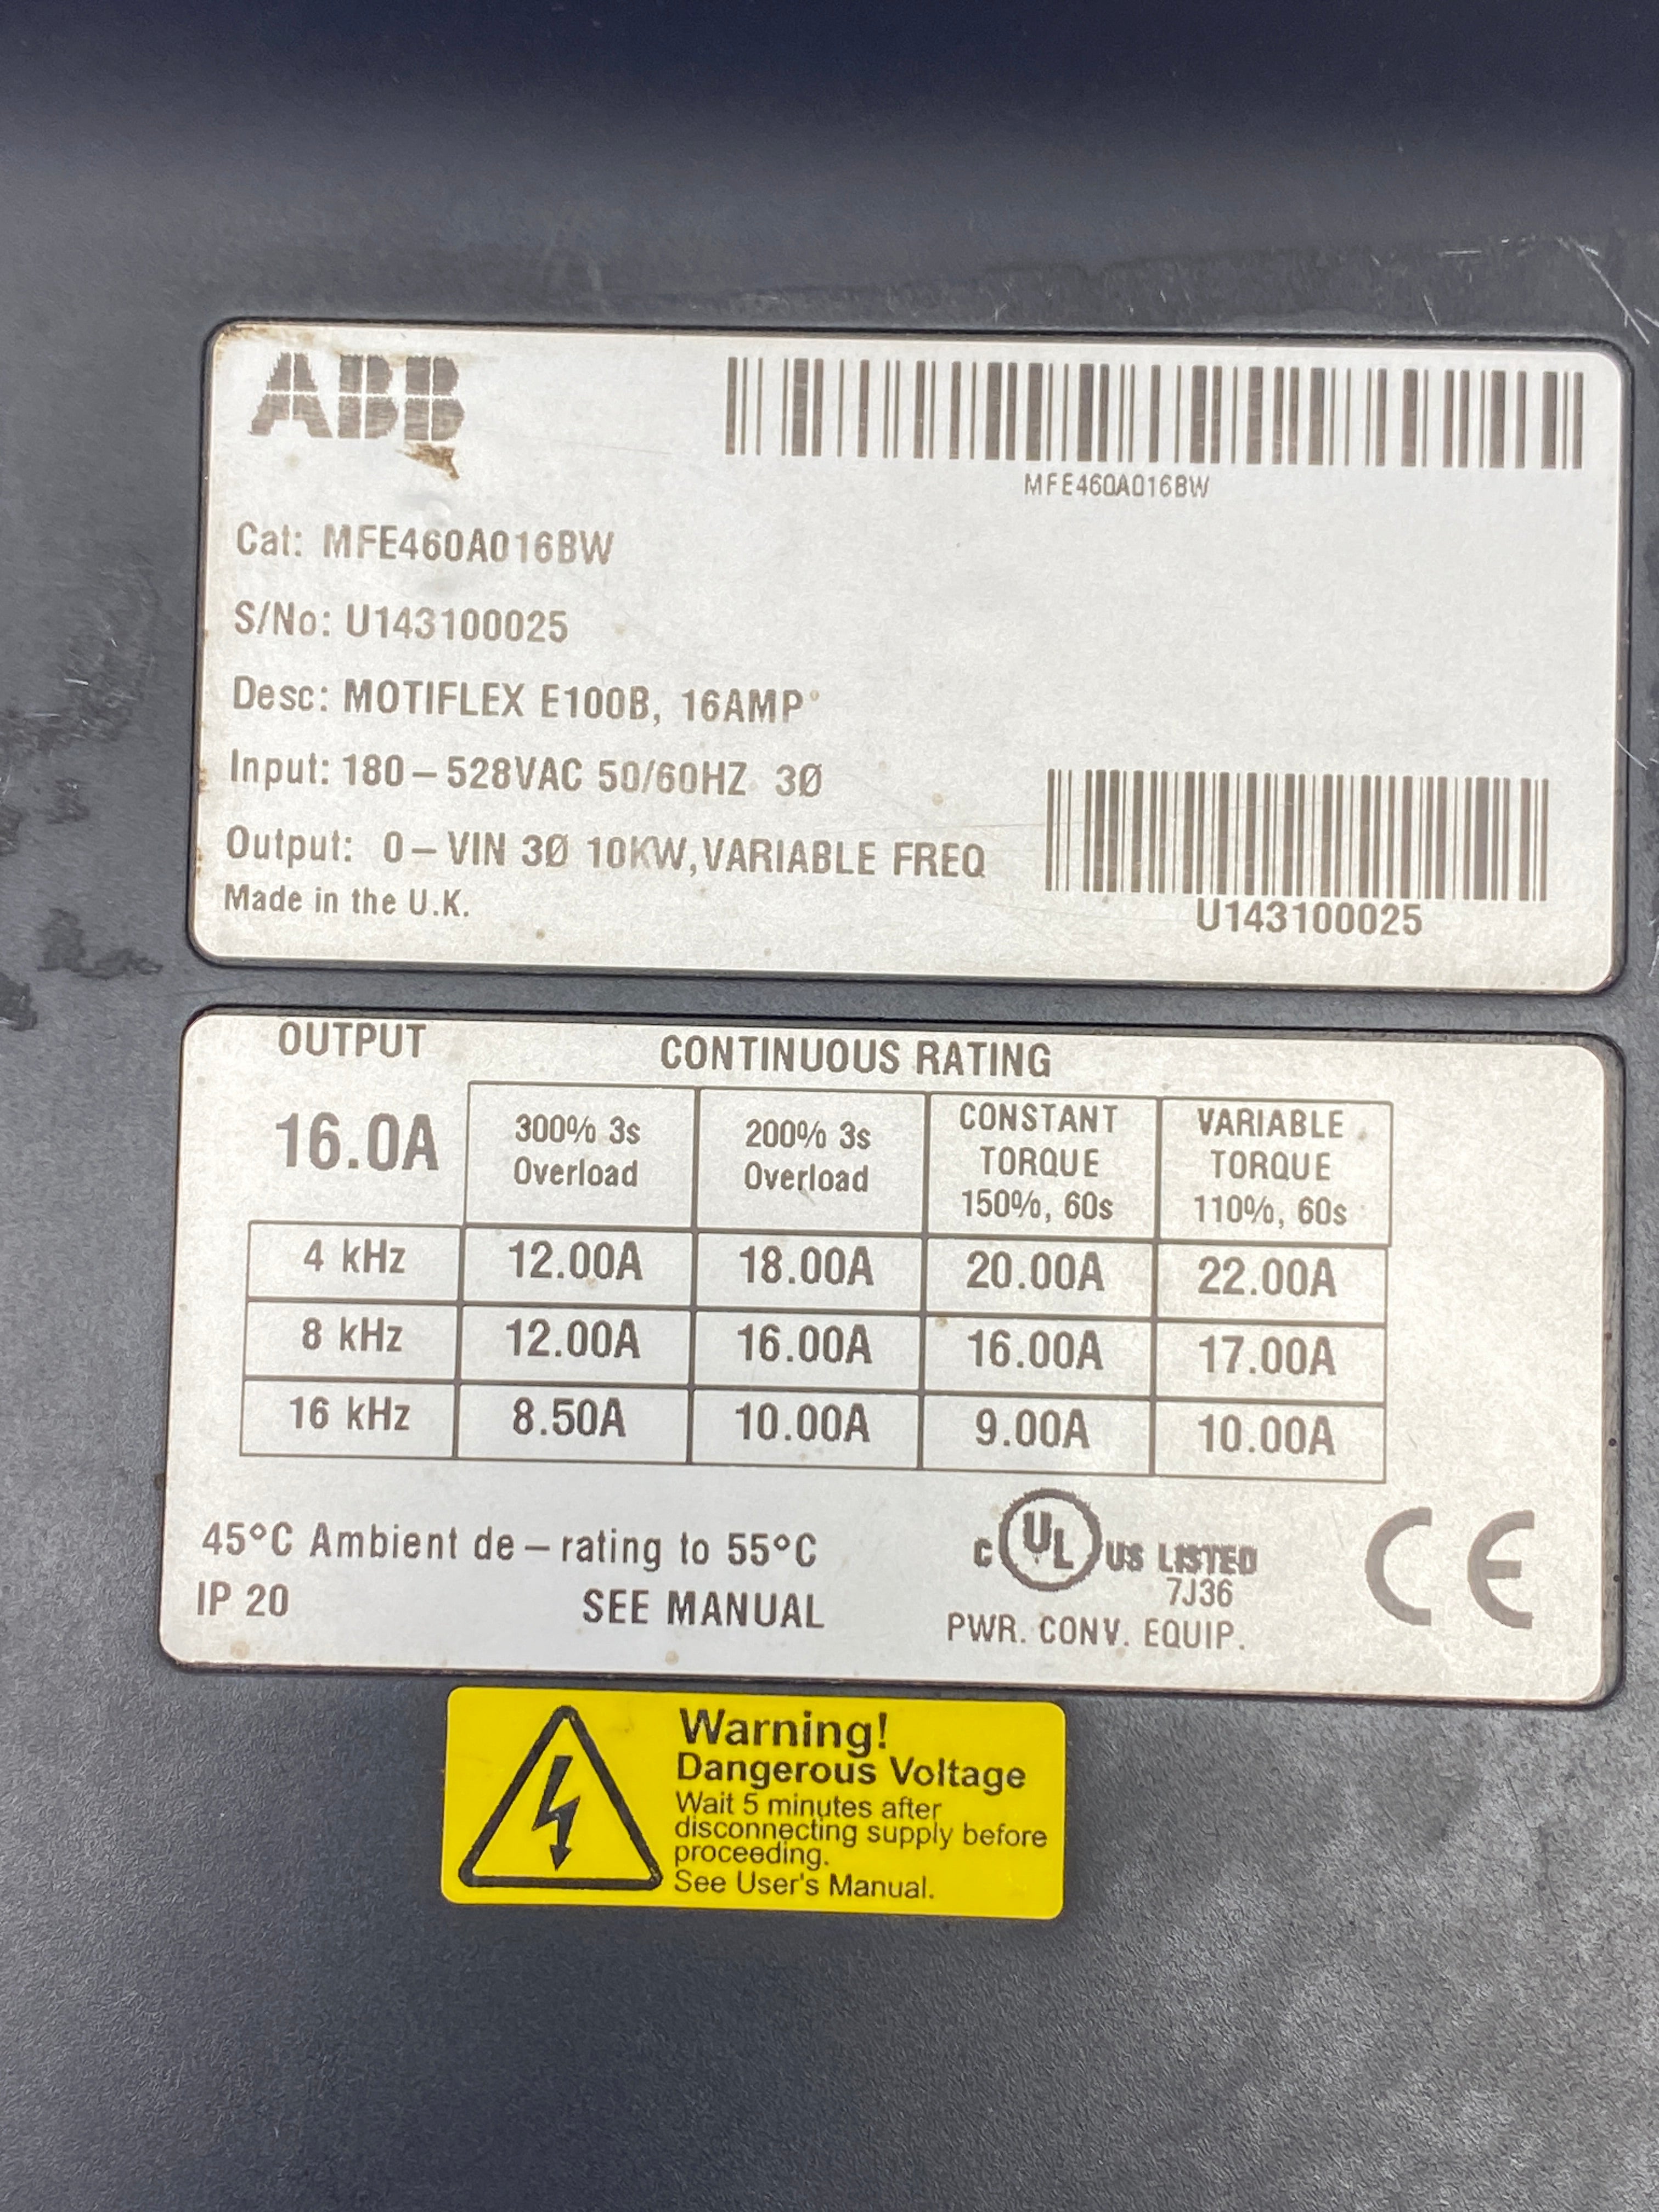 ABB
MFE460A016BW
Cat: MFE460A016BW
S/No: U143100025
Desc: MOTIFLEX E100B, 16AMP
Input: 180–528VAC 50/60HZ 3Ø
Output: 0–VIN 3Ø 10KW,VARIABLE FREQ
Made in the U.K.
U143100025
OUTPUT CONTINUOUS RATING
16.0A
300% 3s
Overload
200% 3s
Overload
CONSTANT
TORQUE
150%, 60s
VARIABLE
TORQUE
110%, 60s
4 kHz 12.00A 18.00A 20.00A 22.00A
8 kHz 12.00A 16.00A 16.00A 17.00A
16 kHz 8.50A 10.00A 9.00A 10.00A
45°C Ambient de–rating to 55°C
IP 20 SEE MANUAL
C UL US LISTED
7J36
PWR. CONV. EQUIP.
CE
Warning!
Dangerous Voltage
Wait 5 minutes after
disconnecting supply before
proceeding.
See User's Manual.